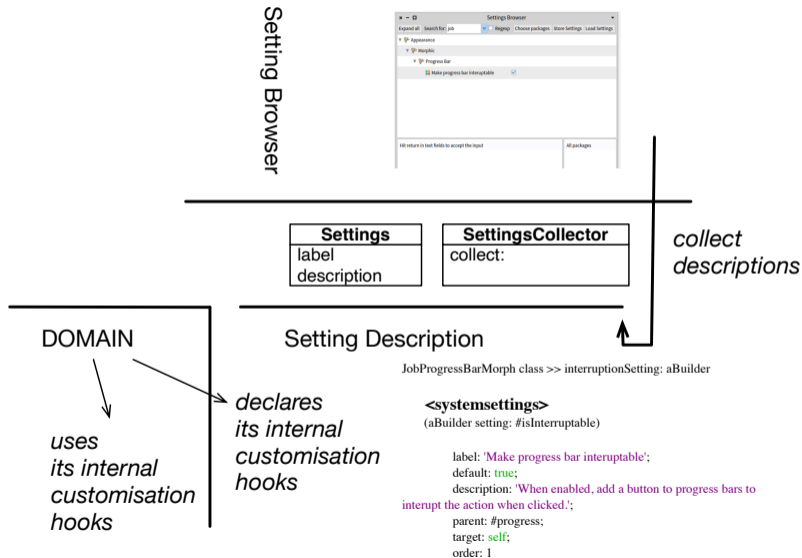 Setting Browser
Settings Browser
Expand all Search for: job Regexp Choose packages Store Settings Load Settings
Appearance
Morphic
Progress Bar
Make progress bar interuptable
Hit return in text fields to accept the input
All packages
Settings
label
description
SettingsCollector
collect:
collect
descriptions
DOMAIN
Setting Description
uses
its internal
customisation
hooks
declares
its internal
customisation
hooks
JobProgressBarMorph class >> interruptionSetting: aBuilder
<systemsettings>
(aBuilder setting: #isInterruptable)
label: 'Make progress bar interuptable';
default: true;
description: 'When enabled, add a button to progress bars to
interupt the action when clicked.';
parent: #progress;
target: self;
order: 1